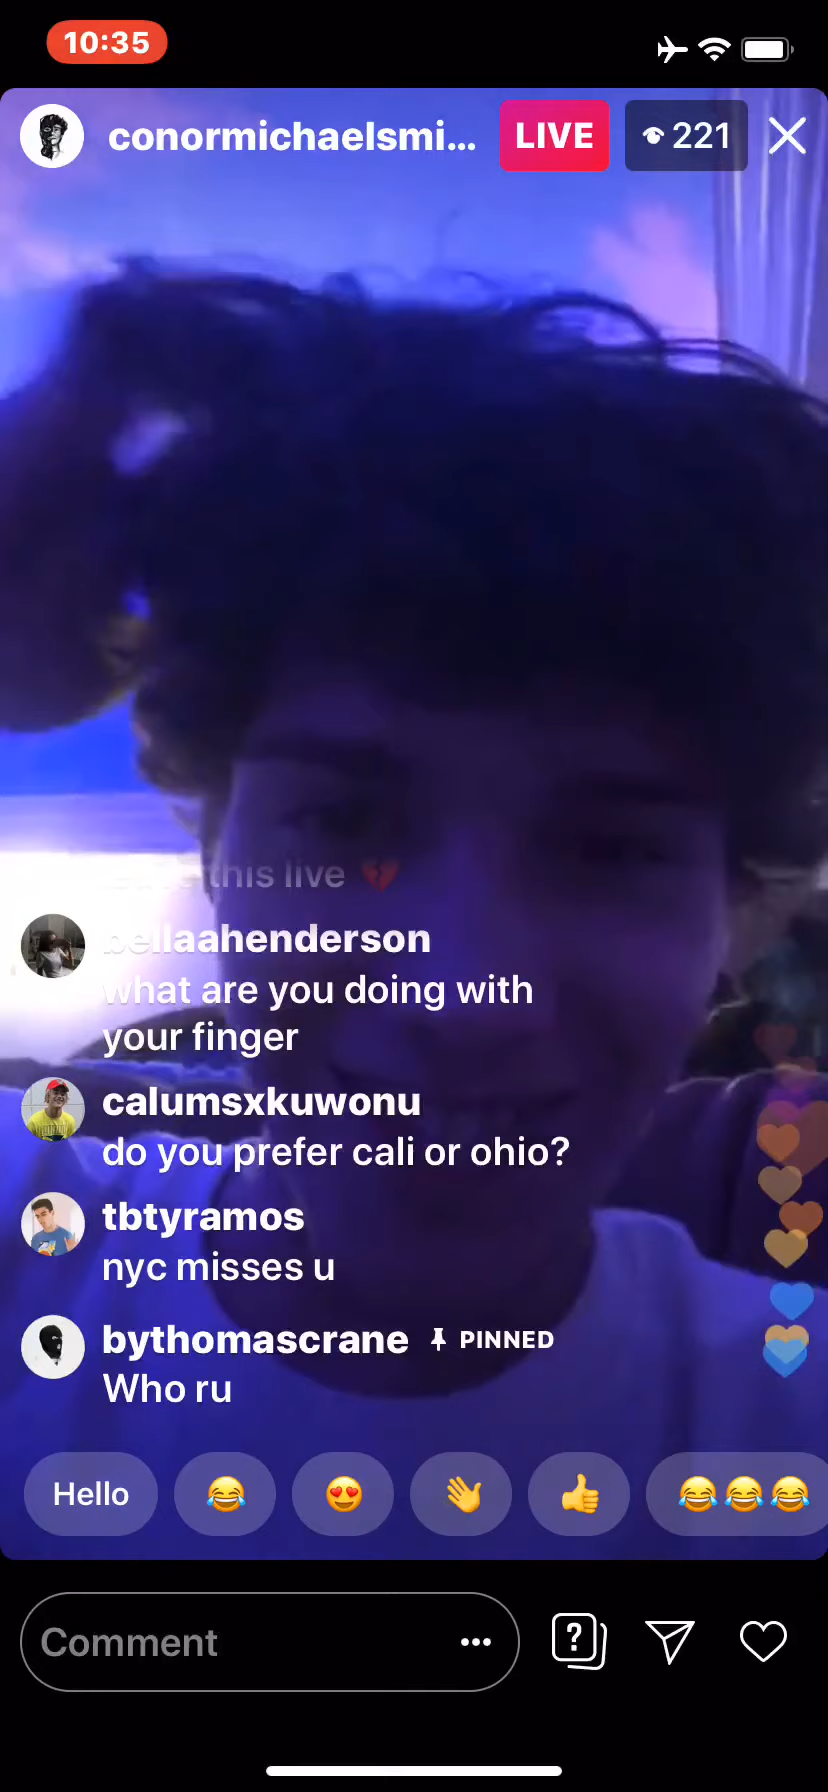 10:35
conormichaelsmi...
LIVE
221
this live 💔
bellaahenderson
what are you doing with
your finger
calumsxkuwonu
do you prefer cali or ohio?
tbtyramos
nyc misses u
bythomascrane PINNED
Who ru
Hello 😂 😍 👋 👍 😂😂😂
Comment
?